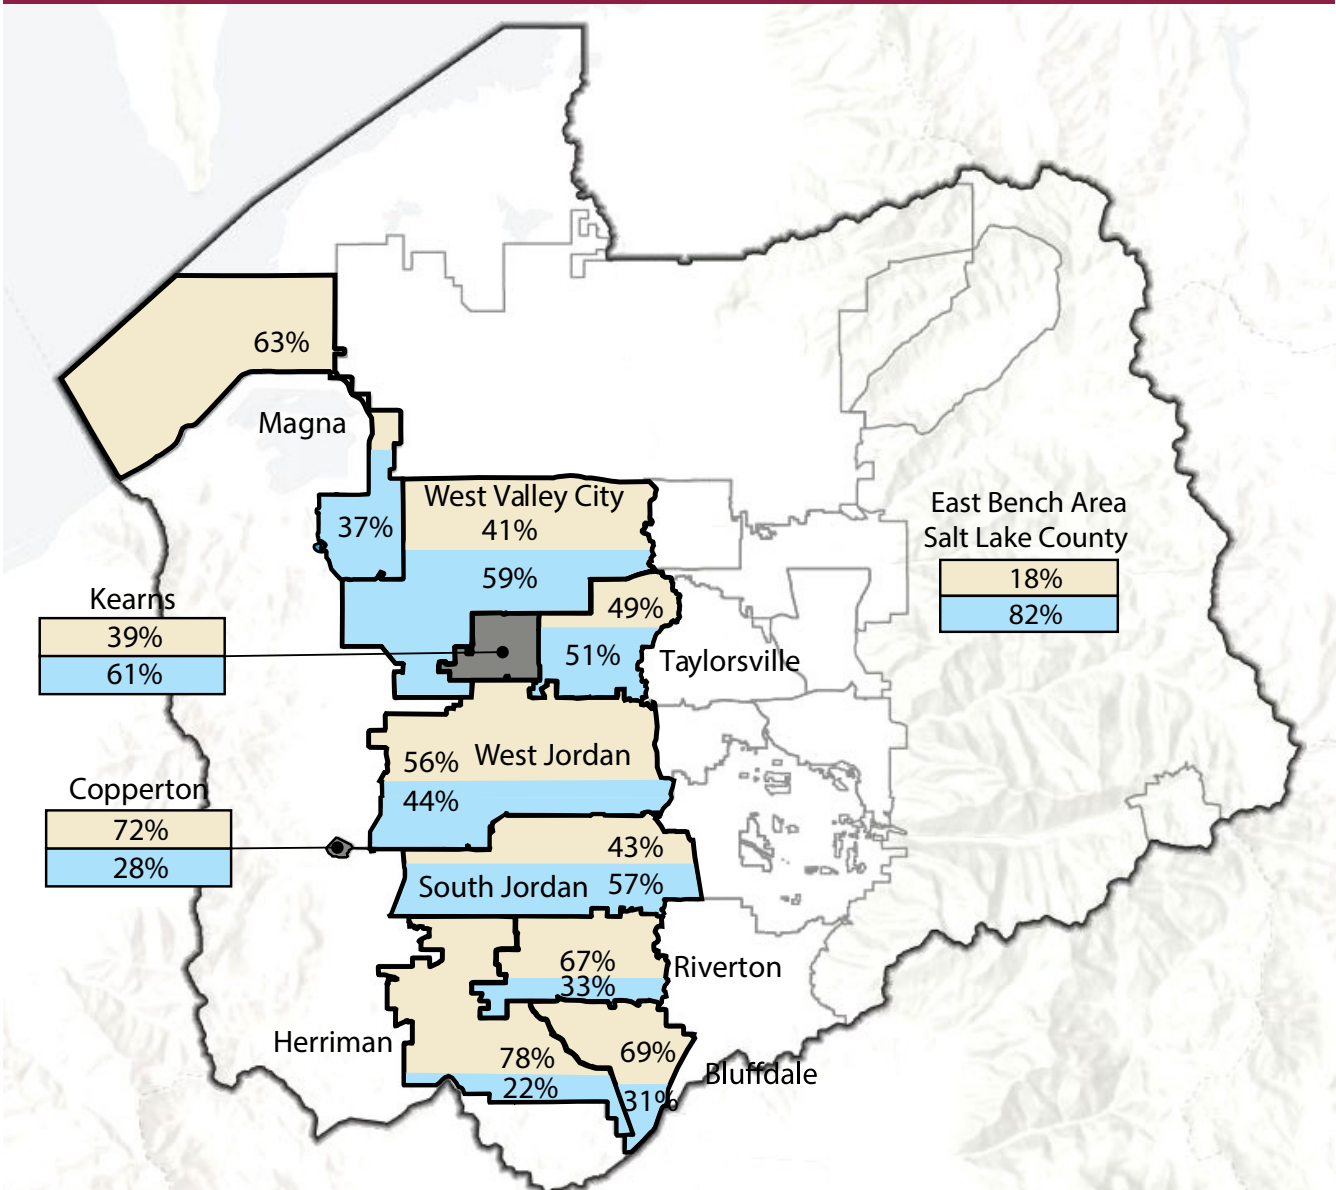 63%
Magna
37%
West Valley City
41%
59%
East Bench Area
Salt Lake County
18%
82%
Kearns
39%
61%
49%
51%
Taylorsville
56%
West Jordan
44%
Copperton
72%
28%
43%
South Jordan
57%
67%
33%
Riverton
Herriman
78%
22%
69%
31%
Bluffdale